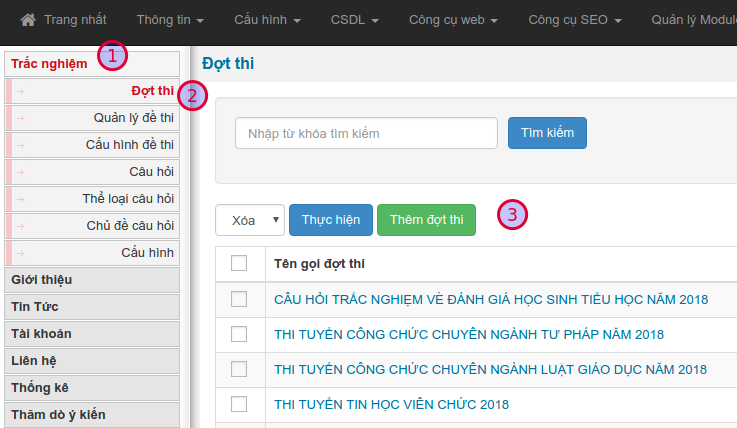 Trang nhất Thông tin Cấu hình CSDL Công cụ web Công cụ SEO Quản lý Module
Trắc nghiệm 1
Đợt thi 2
Quản lý đề thi
Cấu hình đề thi
Câu hỏi
Thể loại câu hỏi
Chủ đề câu hỏi
Cấu hình
Giới thiệu
Tin Tức
Tài khoản
Liên hệ
Thống kê
Thăm dò ý kiến
Đợt thi
Nhập từ khóa tìm kiếm Tìm kiếm
Xóa Thực hiện Thêm đợt thi 3
Tên gọi đợt thi
CÂU HỎI TRẮC NGHIỆM VỀ ĐÁNH GIÁ HỌC SINH TIỂU HỌC NĂM 2018
THI TUYỂN CÔNG CHỨC CHUYÊN NGÀNH TƯ PHÁP NĂM 2018
THI TUYỂN CÔNG CHỨC CHUYÊN NGÀNH LUẬT GIÁO DỤC NĂM 2018
THI TUYỂN TIN HỌC VIÊN CHỨC 2018